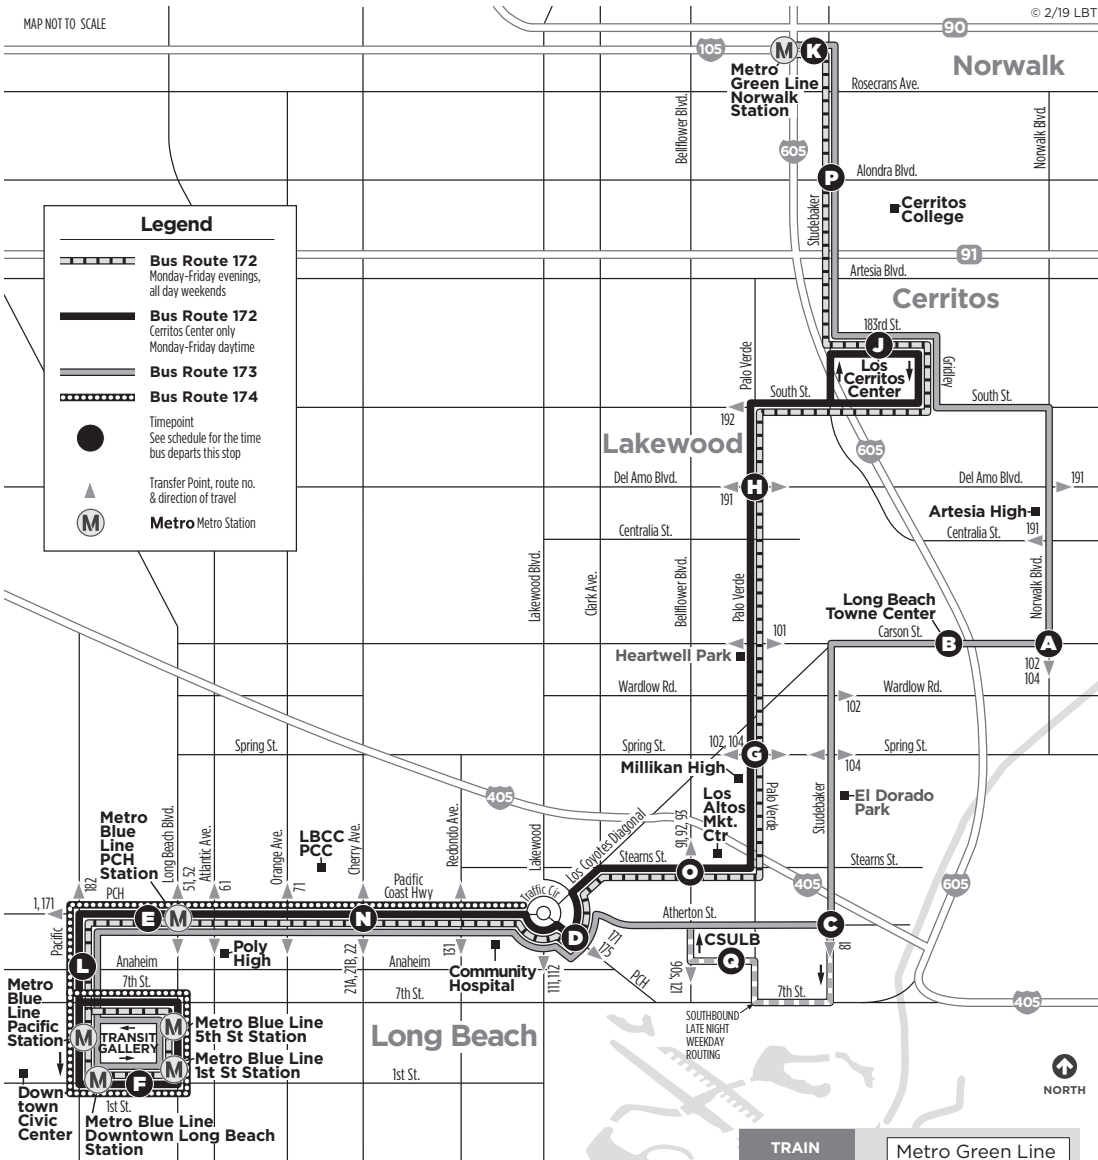 © 2/19 LBT
MAP NOT TO SCALE
90
105
M
K
Norwalk
Metro
Green Line
Norwalk
Station
Rosecrans Ave.
Bellflower Blvd.
Norwalk Blvd.
605
P
Alondra Blvd.
Cerritos
College
Studebaker
91
Artesia Blvd.
Cerritos
Legend
Bus Route 172
Monday-Friday evenings,
all day weekends
Bus Route 172
Cerritos Center only
Monday-Friday daytime
Bus Route 173
Bus Route 174
Timepoint
See schedule for the time
bus departs this stop
Transfer Point, route no.
& direction of travel
M
Metro Metro Station
183rd St.
J
Los
Cerritos
Center
Gridley
Palo Verde
South St.
South St.
192
Lakewood
605
Del Amo Blvd.
H
191
Del Amo Blvd.
191
Artesia High
Centralia St.
Centralia St.
191
Lakewood Blvd.
Clark Ave.
Bellflower Blvd.
Palo Verde
Norwalk Blvd.
Long Beach
Towne Center
Carson St.
B
A
101
Heartwell Park
102
104
Wardlow Rd.
Wardlow Rd.
102
Spring St.
Spring St.
102, 104
G
Spring St.
104
Millikan High
Los
Altos
Mkt.
Ctr
Palo Verde
Studebaker
El Dorado
Park
405
Metro
Blue
Line
PCH
Station
Long Beach Blvd.
51, 52
Atlantic Ave.
61
Orange Ave.
71
LBCC
PCC
Cherry Ave.
Redondo Ave.
Lakewood
Los Coyotes Diagonal
91, 92, 93
Stearns St.
O
Stearns St.
405
605
182
PCH
Pacific
Coast Hwy
Traffic Cir
1, 171
E
M
N
D
Atherton St.
C
171
175
PCH
CSULB
Q
81
Pacific
L
Anaheim
Poly
High
21A, 21B, 22
Anaheim
131
Community
Hospital
111, 112
90s, 121
7th St.
7th St.
7th St.
405
SOUTHBOUND
LATE NIGHT
WEEKDAY
ROUTING
Metro
Blue
Line
Pacific
Station
M
TRANSIT
GALLERY
M
Metro Blue Line
5th St Station
M
Metro Blue Line
1st St Station
Long Beach
M
F
1st St.
1st St.
Down-
town
Civic
Center
Metro Blue Line
Downtown Long Beach
Station
NORTH
TRAIN
Metro Green Line